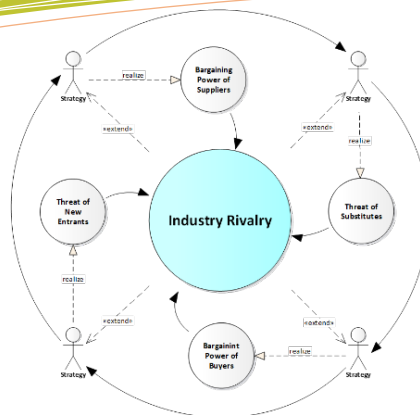 Bargaining
Power of
Suppliers
realize
Strategy
Strategy
«extend»
«extend»
realize
Threat of
New
Entrants
Industry Rivalry
Threat of
Substitutes
realize
«extend»
«extend»
Bargainint
Power of
Buyers
realize
Strategy
Strategy